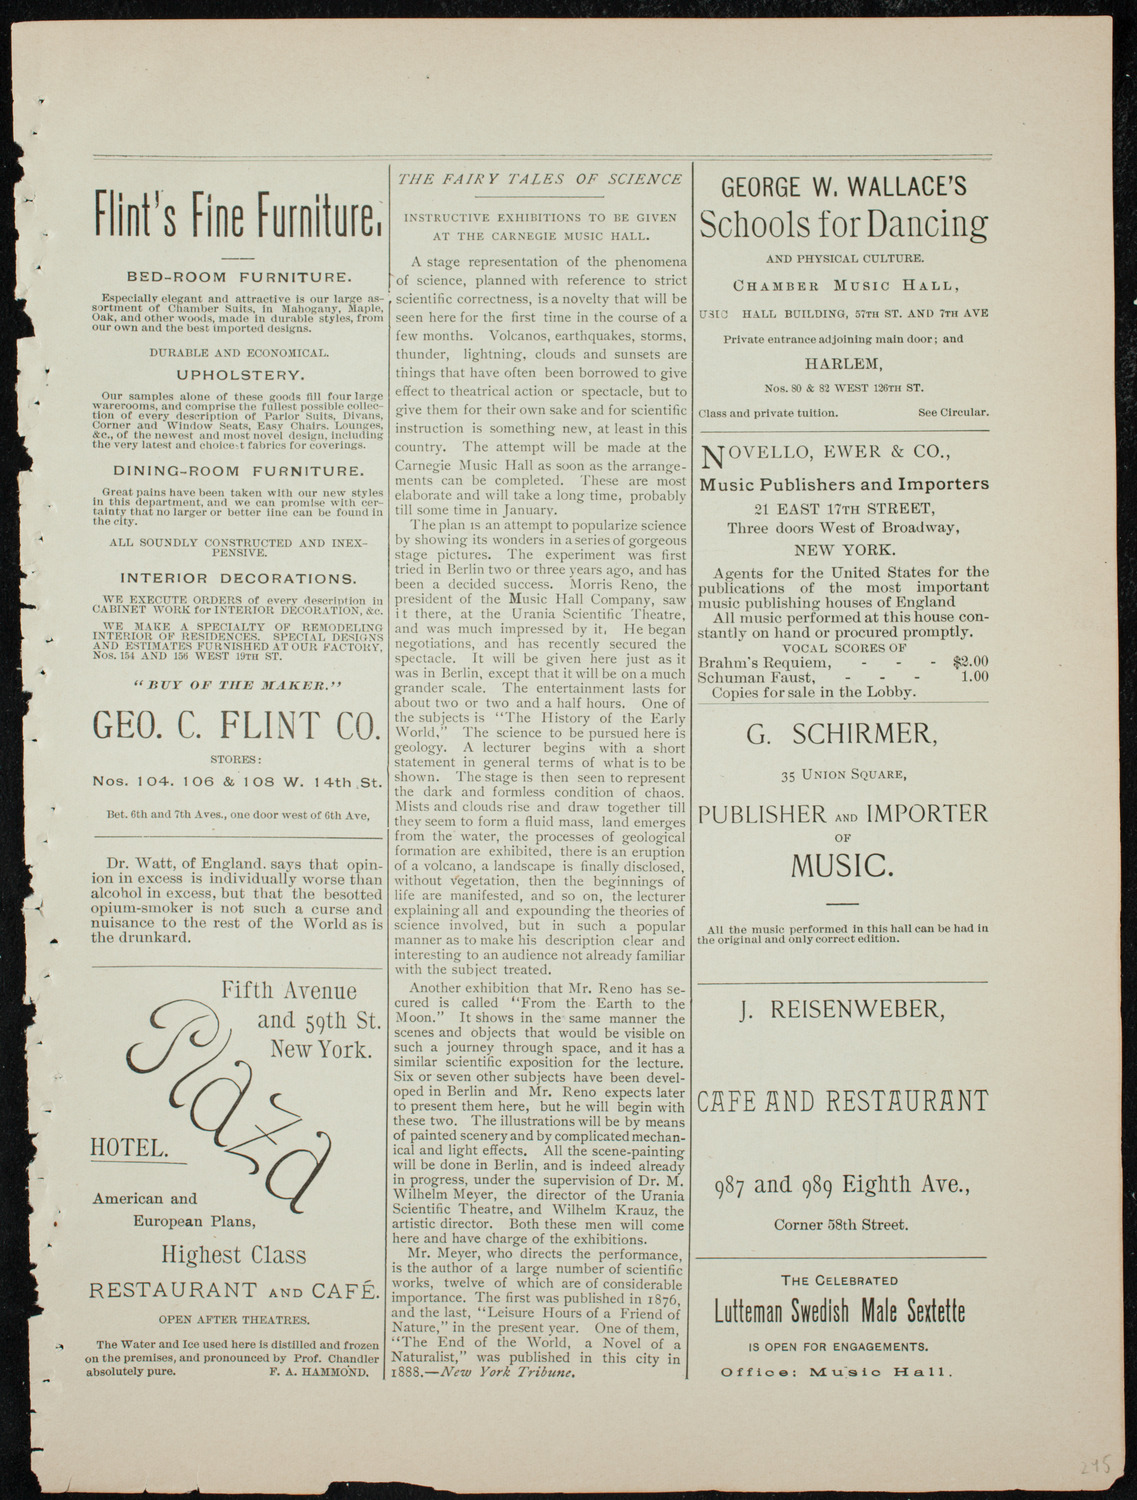 Flint's Fine Furniture.
BED-ROOM FURNITURE.
Especially elegant and attractive is our large as-
sortment of Chamber Suits, in Mahogany, Maple,
Oak, and other woods, made in durable styles, from
our own and the best imported designs.
DURABLE AND ECONOMICAL.
UPHOLSTERY.
Our samples alone of these goods fill four large
warerooms, and comprise the fullest possible collec-
tion of every description of Parlor Suits, Divans,
Corner and Window Seats, Easy Chairs. Lounges,
&c., of the newest and most novel design, including
the very latest and choice:t fabrics for coverings.
DINING-ROOM FURNITURE.
Great pains have been taken with our new styles
in this department, and we can promise with cer-
tainty that no larger or better line can be found in
the city.
ALL SOUNDLY CONSTRUCTED AND INEX-
PENSIVE.
INTERIOR DECORATIONS.
WE EXECUTE ORDERS of every description in
CABINET WORK for INTERIOR DECORATION, &c.
WE MAKE A SPECIALTY OF REMODELING
INTERIOR OF RESIDENCES. SPECIAL DESIGNS
AND ESTIMATES FURNISHED AT OUR FACTORY,
Nos. 154 AND 156 WEST 19TH ST.
"BUY OF THE MAKER."
GEO. C. FLINT CO.
STORES:
Nos. 104. 106 & 108 W. 14th St.
Bet. 6th and 7th Aves., one door west of 6th Ave,
Dr. Watt, of England. says that opin-
ion in excess is individually worse than
alcohol in excess, but that the besotted
opium-smoker is not such a curse and
nuisance to the rest of the World as is
the drunkard.
Fifth Avenue
and 59th St.
New York.
Plaza
HOTEL.
American and
European Plans,
Highest Class
RESTAURANT AND CAFÉ.
OPEN AFTER THEATRES.
The Water and Ice used here is distilled and frozen
on the premises, and pronounced by Prof. Chandler
absolutely pure. F. A. HAMMOND.
THE FAIRY TALES OF SCIENCE
INSTRUCTIVE EXHIBITIONS TO BE GIVEN
AT THE CARNEGIE MUSIC HALL.
A stage representation of the phenomena
of science, planned with reference to strict
scientific correctness, is a novelty that will be
seen here for the first time in the course of a
few months. Volcanos, earthquakes, storms,
thunder, lightning, clouds and sunsets are
things that have often been borrowed to give
effect to theatrical action or spectacle, but to
give them for their own sake and for scientific
instruction is something new, at least in this
country. The attempt will be made at the
Carnegie Music Hall as soon as the arrange-
ments can be completed. These are most
elaborate and will take a long time, probably
till some time in January.
The plan is an attempt to popularize science
by showing its wonders in a series of gorgeous
stage pictures. The experiment was first
tried in Berlin two or three years ago, and has
been a decided success. Morris Reno, the
president of the Music Hall Company, saw
it there, at the Urania Scientific Theatre,
and was much impressed by it. He began
negotiations, and has recently secured the
spectacle. It will be given here just as it
was in Berlin, except that it will be on a much
grander scale. The entertainment lasts for
about two or two and a half hours. One of
the subjects is "The History of the Early
World," The science to be pursued here is
geology. A lecturer begins with a short
statement in general terms of what is to be
shown. The stage is then seen to represent
the dark and formless condition of chaos.
Mists and clouds rise and draw together till
they seem to form a fluid mass, land emerges
from the water, the processes of geological
formation are exhibited, there is an eruption
of a volcano, a landscape is finally disclosed,
without vegetation, then the beginnings of
life are manifested, and so on, the lecturer
explaining all and expounding the theories of
science involved, but in such a popular
manner as to make his description clear and
interesting to an audience not already familiar
with the subject treated.
Another exhibition that Mr. Reno has se-
cured is called "From the Earth to the
Moon." It shows in the same manner the
scenes and objects that would be visible on
such a journey through space, and it has a
similar scientific exposition for the lecture.
Six or seven other subjects have been devel-
oped in Berlin and Mr. Reno expects later
to present them here, but he will begin with
these two. The illustrations will be by means
of painted scenery and by complicated mechan-
ical and light effects. All the scene-painting
will be done in Berlin, and is indeed already
in progress, under the supervision of Dr. M.
Wilhelm Meyer, the director of the Urania
Scientific Theatre, and Wilhelm Krauz, the
artistic director. Both these men will come
here and have charge of the exhibitions.
Mr. Meyer, who directs the performance,
is the author of a large number of scientific
works, twelve of which are of considerable
importance. The first was published in 1876,
and the last, "Leisure Hours of a Friend of
Nature," in the present year. One of them,
"The End of the World, a Novel of a
Naturalist," was published in this city in
1888.—New York Tribune.
GEORGE W. WALLACE'S
Schools for Dancing
AND PHYSICAL CULTURE.
CHAMBER MUSIC HALL,
USIC HALL BUILDING, 57TH ST. AND 7TH AVE
Private entrance adjoining main door; and
HARLEM,
Nos. 80 & 82 WEST 126TH ST.
Class and private tuition. See Circular.
NOVELLO, EWER & CO.,
Music Publishers and Importers
21 EAST 17TH STREET,
Three doors West of Broadway,
NEW YORK.
Agents for the United States for the
publications of the most important
music publishing houses of England
All music performed at this house con-
stantly on hand or procured promptly.
VOCAL SCORES OF
Brahm's Requiem, - - - $2.00
Schuman Faust, - - - 1.00
Copies for sale in the Lobby.
G. SCHIRMER,
35 UNION SQUARE,
PUBLISHER AND IMPORTER
OF
MUSIC.
All the music performed in this hall can be had in
the original and only correct edition.
J. REISENWEBER,
CAFE AND RESTAURANT
987 and 989 Eighth Ave.,
Corner 58th Street.
THE CELEBRATED
Lutteman Swedish Male Sextette
IS OPEN FOR ENGAGEMENTS.
Office: Music Hall.
245